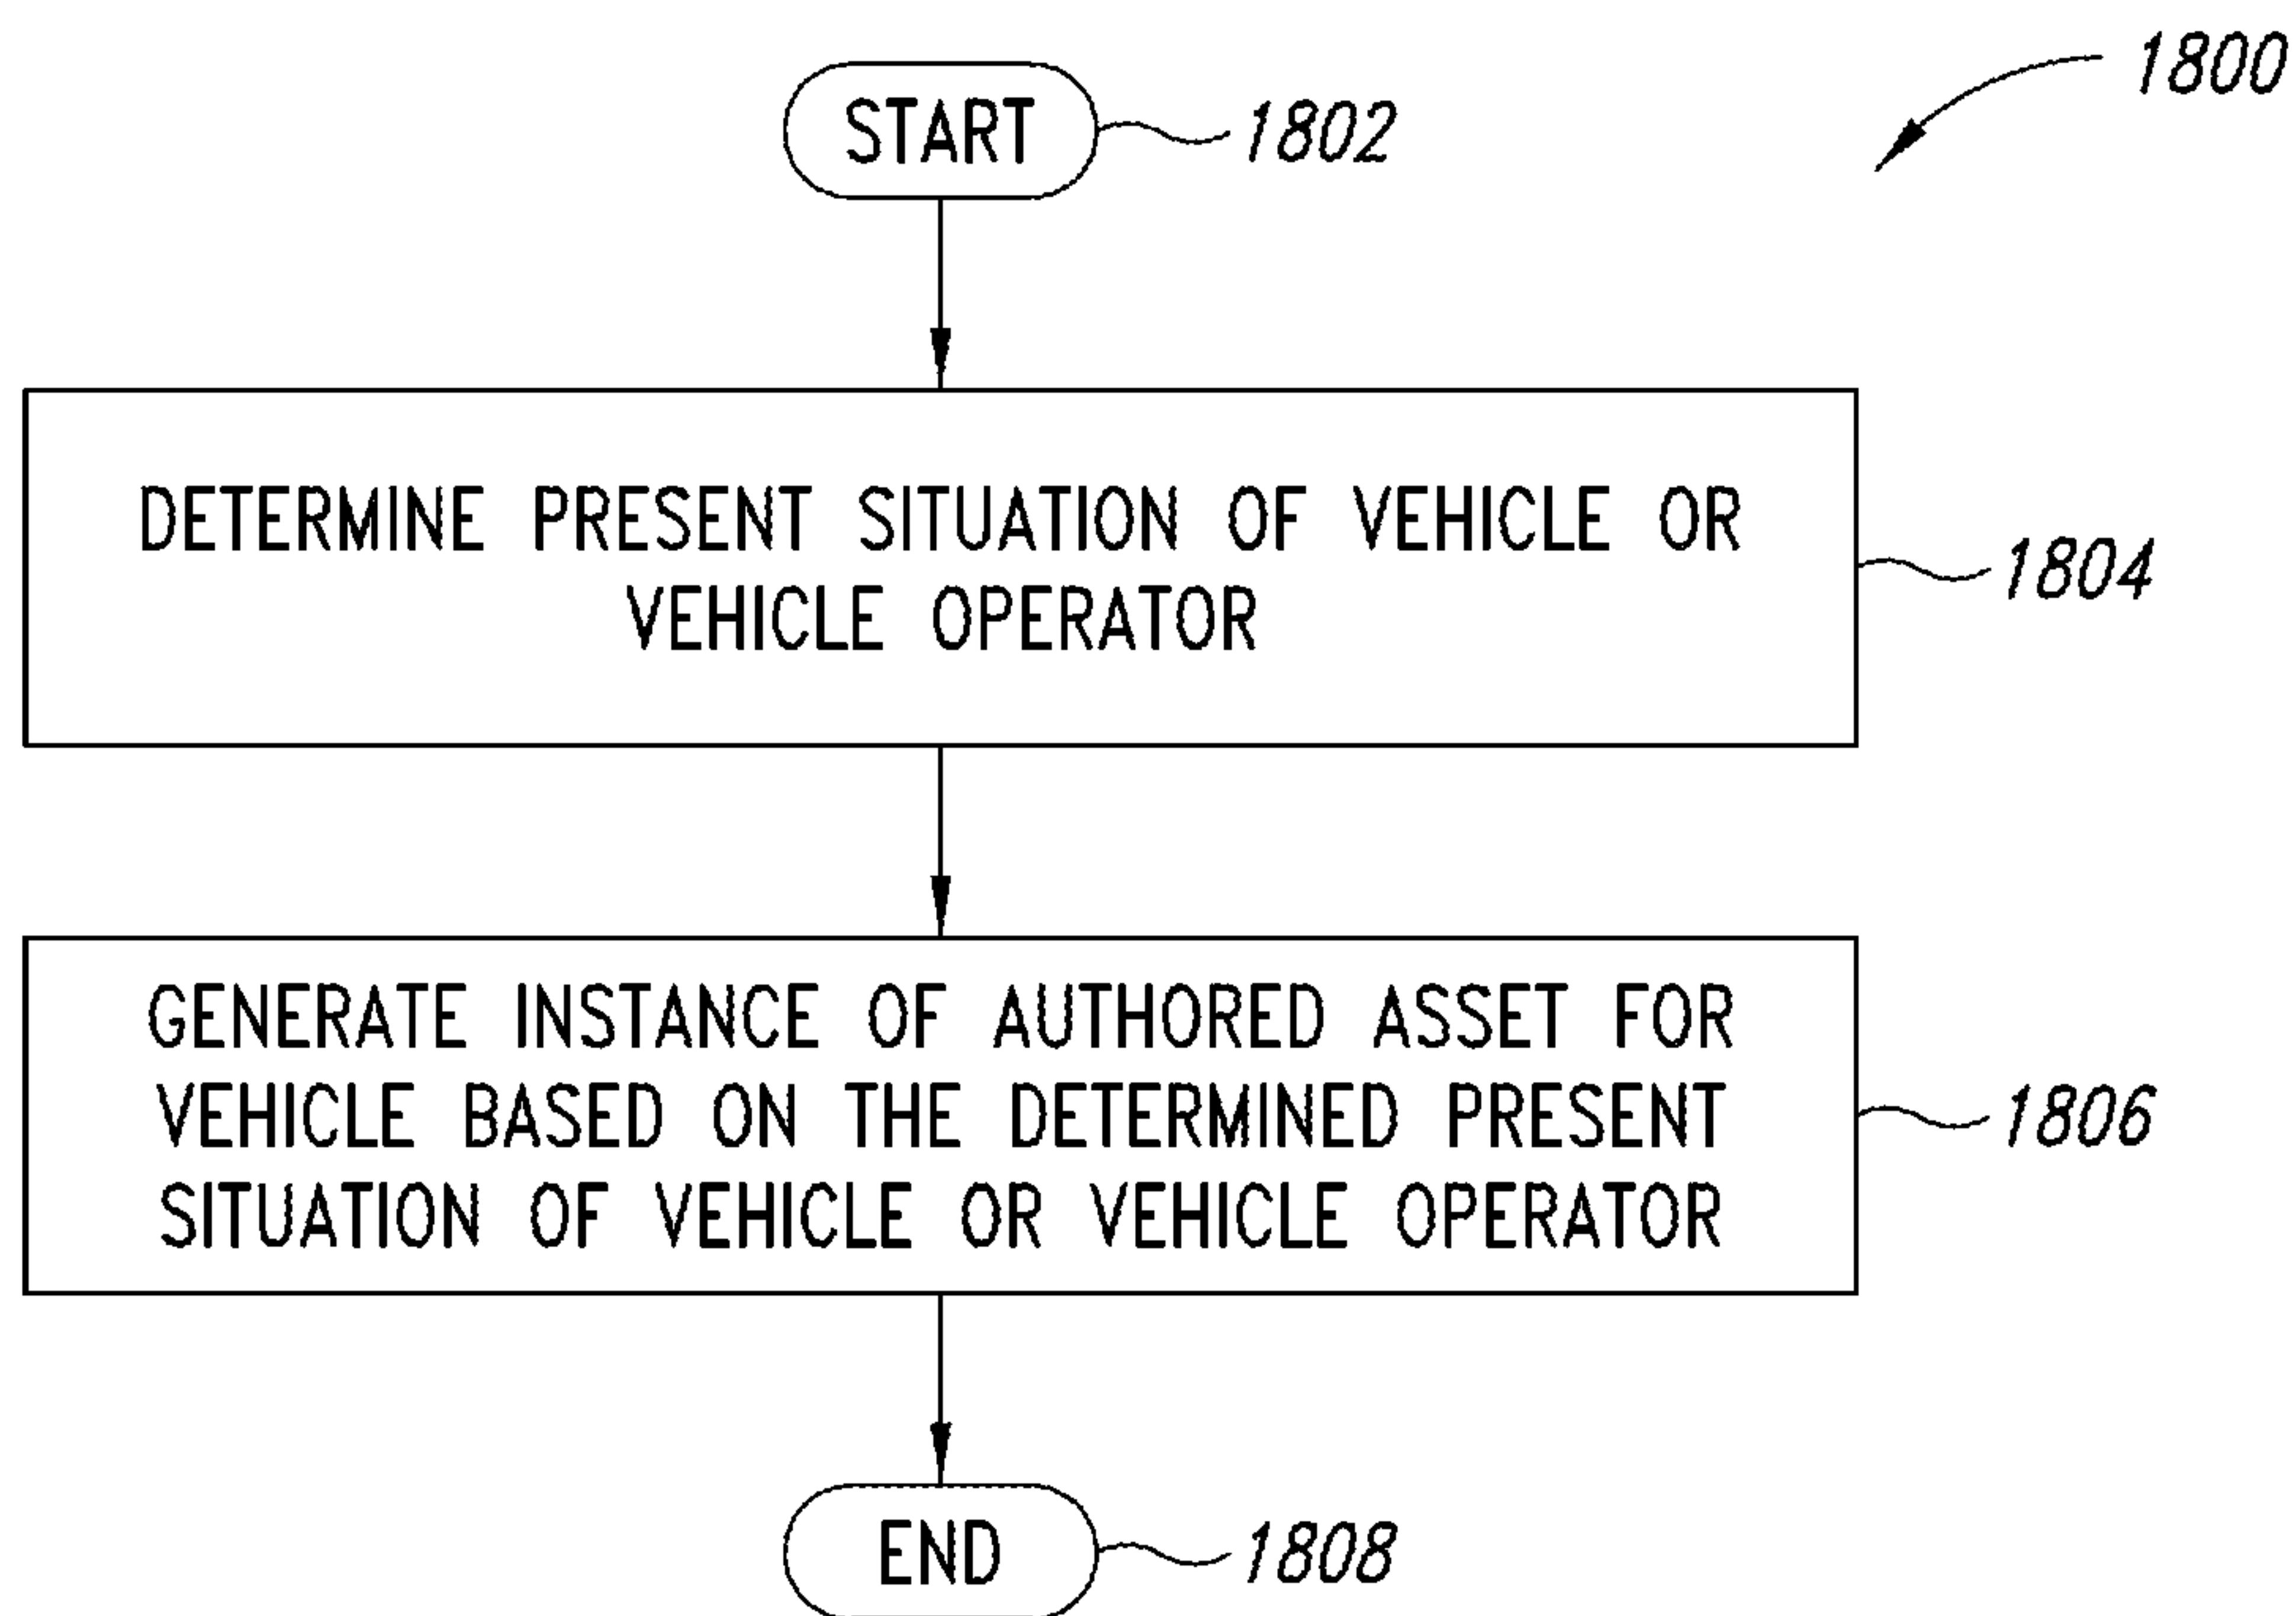 1800
START
1802
DETERMINE PRESENT SITUATION OF VEHICLE OR
VEHICLE OPERATOR
1804
GENERATE INSTANCE OF AUTHORED ASSET FOR
VEHICLE BASED ON THE DETERMINED PRESENT
SITUATION OF VEHICLE OR VEHICLE OPERATOR
1806
END
1808